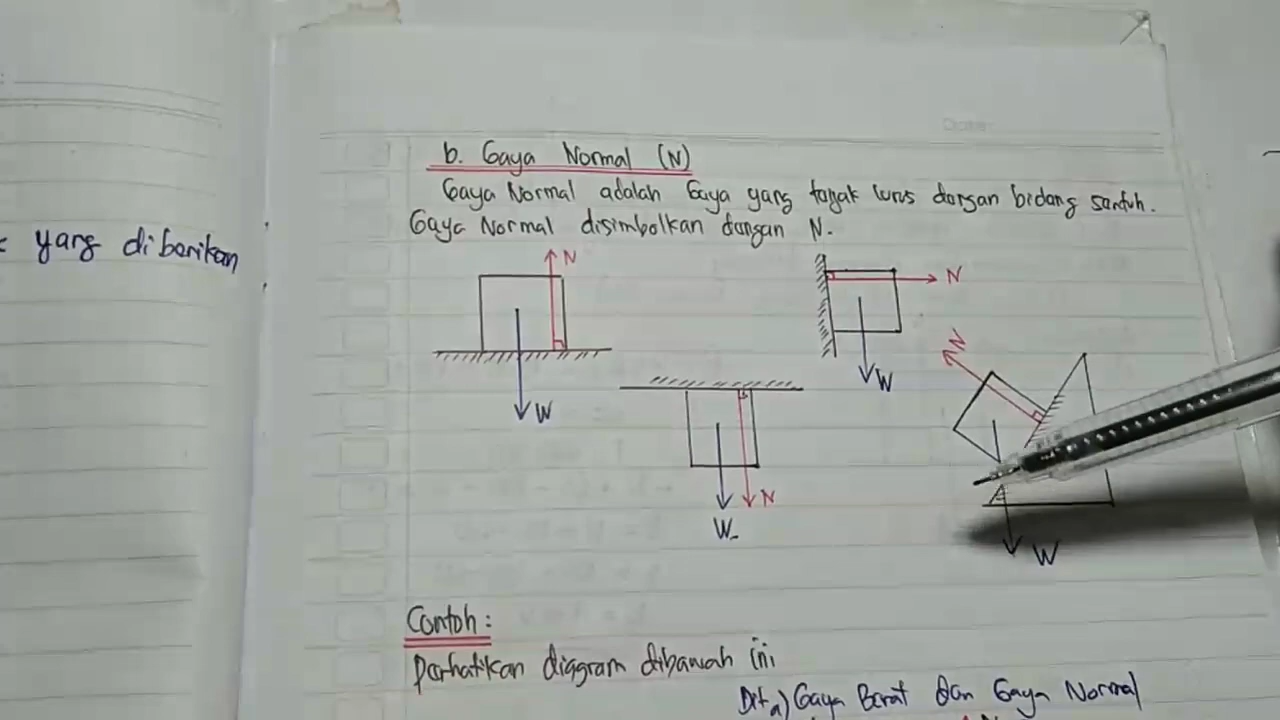 b. Gaya Normal (N)
Gaya Normal adalah Gaya yang tegak lurus dengan bidang sentuh.
Gaya Normal disimbolkan dengan N.
yang diberikan
N
W
N
W
N
W
W
N
Contoh:
Perhatikan diagram dibawah ini
Dit a) Gaya Berat dan Gaya Normal